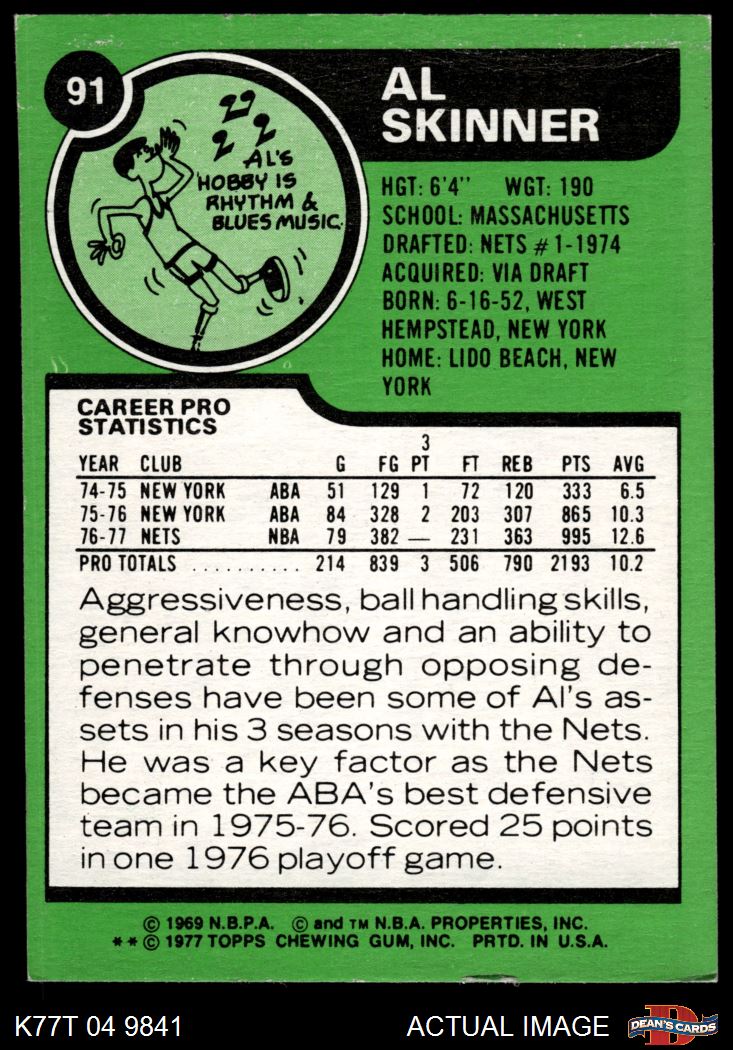 91
AL
SKINNER
AL'S
HOBBY IS
RHYTHM &
BLUES MUSIC.
HGT: 6'4" WGT: 190
SCHOOL: MASSACHUSETTS
DRAFTED: NETS #1-1974
ACQUIRED: VIA DRAFT
BORN: 6-16-52, WEST
HEMPSTEAD, NEW YORK
HOME: LIDO BEACH, NEW
YORK
CAREER PRO
STATISTICS
YEAR CLUB G FG 3 PT FT REB PTS AVG
74-75 NEW YORK ABA 51 129 1 72 120 333 6.5
75-76 NEW YORK ABA 84 328 2 203 307 865 10.3
76-77 NETS NBA 79 382 — 231 363 995 12.6
PRO TOTALS .......... 214 839 3 506 790 2193 10.2
Aggressiveness, ball handling skills,
general knowhow and an ability to
penetrate through opposing de-
fenses have been some of Al's as-
sets in his 3 seasons with the Nets.
He was a key factor as the Nets
became the ABA's best defensive
team in 1975-76. Scored 25 points
in one 1976 playoff game.
© 1969 N.B.P.A. © and TM N.B.A. PROPERTIES, INC.
** © 1977 TOPPS CHEWING GUM, INC. PRTD. IN U.S.A.
K77T 04 9841 ACTUAL IMAGE D DEAN'S CARDS